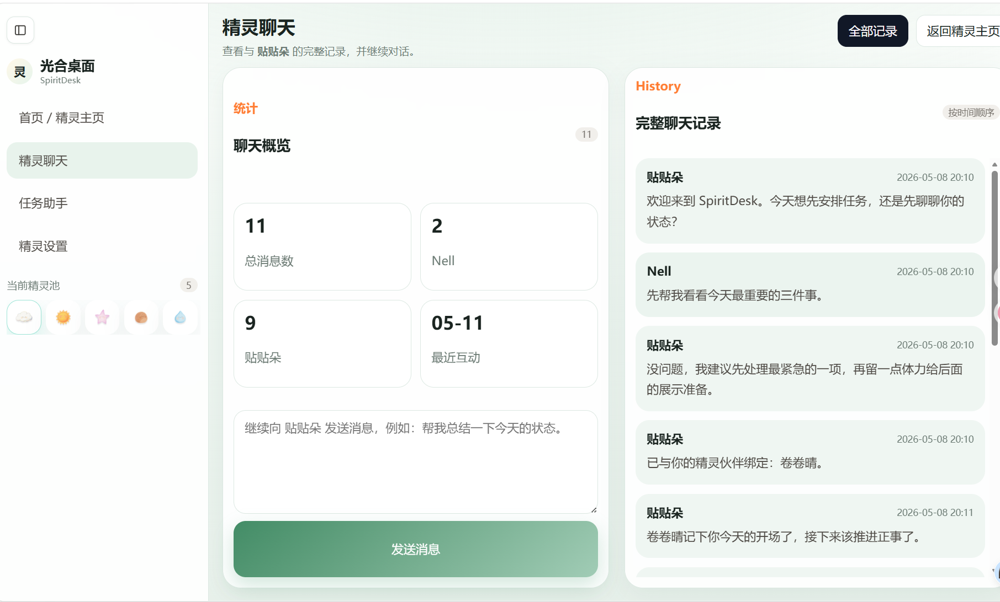 灵
光合桌面
SpiritDesk
首页 / 精灵主页
精灵聊天
任务助手
精灵设置
当前精灵池
5
精灵聊天
查看与 贴贴朵 的完整记录，并继续对话。
全部记录
返回精灵主页
统计
聊天概览
11
11
总消息数
2
Nell
9
贴贴朵
05-11
最近互动
继续向 贴贴朵 发送消息，例如：帮我总结一下今天的状态。
发送消息
History
完整聊天记录
按时间顺序
贴贴朵
2026-05-08 20:10
欢迎来到 SpiritDesk。今天想先安排任务，还是先聊聊你的
状态？
Nell
2026-05-08 20:10
先帮我看看今天最重要的三件事。
贴贴朵
2026-05-08 20:10
没问题，我建议先处理最紧急的一项，再留一点体力给后面
的展示准备。
贴贴朵
2026-05-08 20:10
已与你的精灵伙伴绑定：卷卷晴。
贴贴朵
2026-05-08 20:11
卷卷晴记下你今天的开场了，接下来该推进正事了。